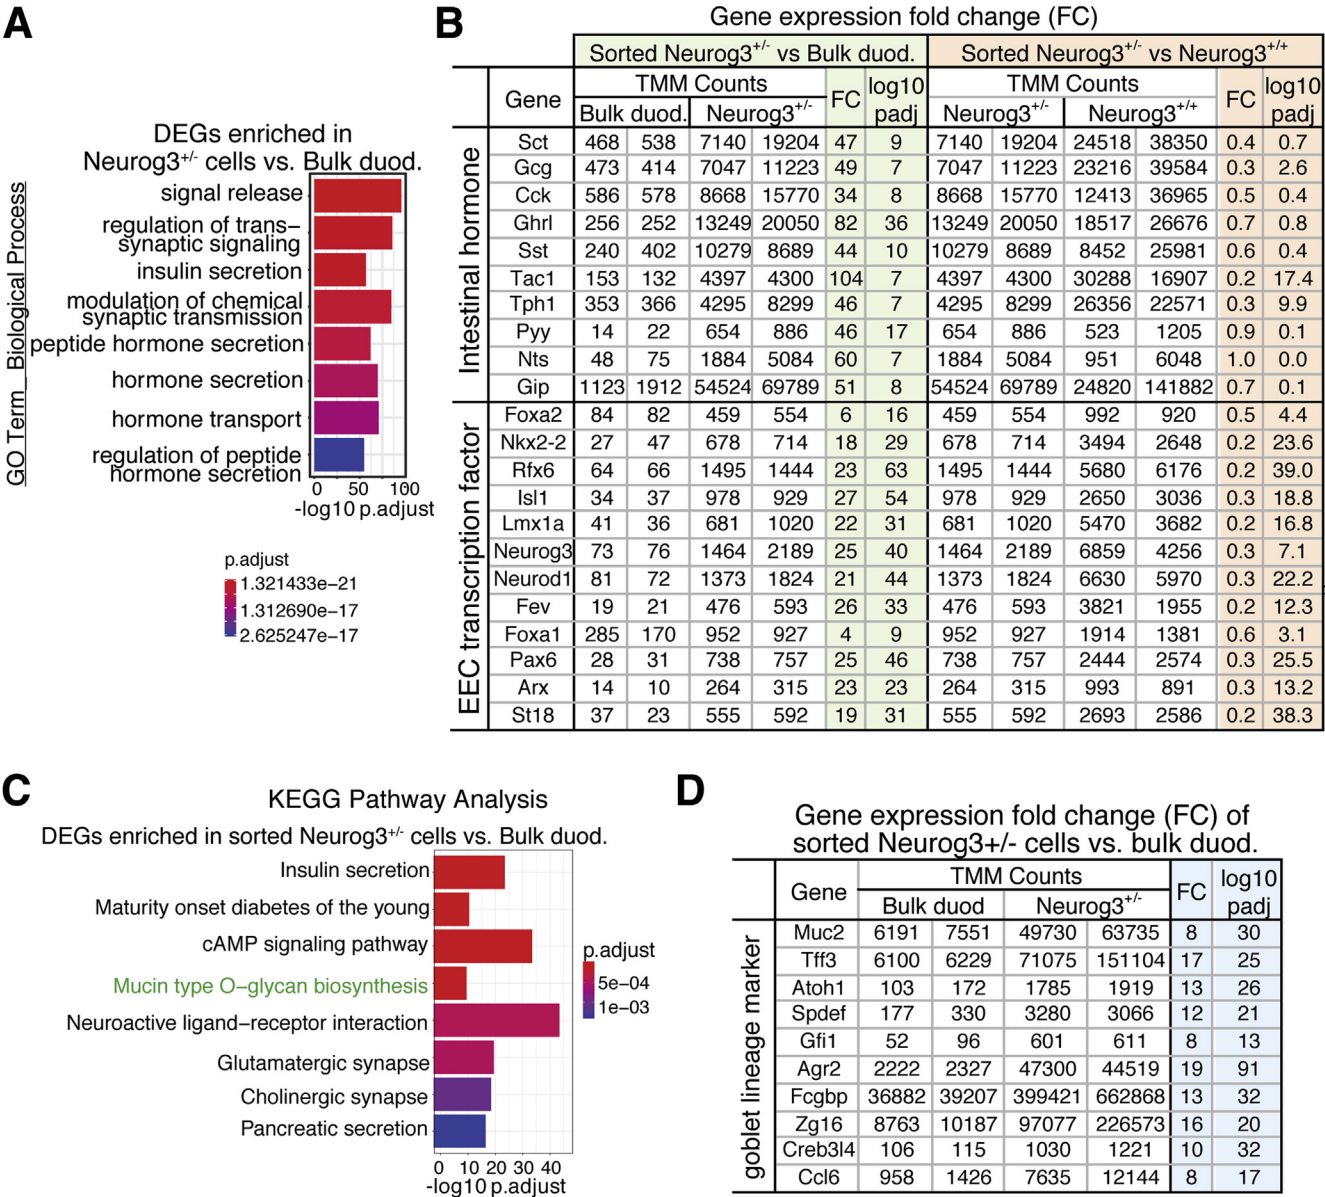 A
DEGs enriched in
Neurog3+/- cells vs. Bulk duod.
GO Term_ Biological Process
signal release
regulation of trans−
synaptic signaling
insulin secretion
modulation of chemical
synaptic transmission
peptide hormone secretion
hormone secretion
hormone transport
regulation of peptide
hormone secretion
0 50 100
-log10 p.adjust
p.adjust
1.321433e−21
1.312690e−17
2.625247e−17
B
Gene expression fold change (FC)
Sorted Neurog3+/- vs Bulk duod. Sorted Neurog3+/- vs Neurog3+/+
Gene TMM Counts FC log10 padj TMM Counts FC log10 padj
Bulk duod. Neurog3+/- Neurog3+/- Neurog3+/+
Intestinal hormone
Sct 468 538 7140 19204 47 9 7140 19204 24518 38350 0.4 0.7
Gcg 473 414 7047 11223 49 7 7047 11223 23216 39584 0.3 2.6
Cck 586 578 8668 15770 34 8 8668 15770 12413 36965 0.5 0.4
Ghrl 256 252 13249 20050 82 36 13249 20050 18517 26676 0.7 0.8
Sst 240 402 10279 8689 44 10 10279 8689 8452 25981 0.6 0.4
Tac1 153 132 4397 4300 104 7 4397 4300 30288 16907 0.2 17.4
Tph1 353 366 4295 8299 46 7 4295 8299 26356 22571 0.3 9.9
Pyy 14 22 654 886 46 17 654 886 523 1205 0.9 0.1
Nts 48 75 1884 5084 60 7 1884 5084 951 6048 1.0 0.0
Gip 1123 1912 54524 69789 51 8 54524 69789 24820 141882 0.7 0.1
EEC transcription factor
Foxa2 84 82 459 554 6 16 459 554 992 920 0.5 4.4
Nkx2-2 27 47 678 714 18 29 678 714 3494 2648 0.2 23.6
Rfx6 64 66 1495 1444 23 63 1495 1444 5680 6176 0.2 39.0
Isl1 34 37 978 929 27 54 978 929 2650 3036 0.3 18.8
Lmx1a 41 36 681 1020 22 31 681 1020 5470 3682 0.2 16.8
Neurog3 73 76 1464 2189 25 40 1464 2189 6859 4256 0.3 7.1
Neurod1 81 72 1373 1824 21 44 1373 1824 6630 5970 0.3 22.2
Fev 19 21 476 593 26 33 476 593 3821 1955 0.2 12.3
Foxa1 285 170 952 927 4 9 952 927 1914 1381 0.6 3.1
Pax6 28 31 738 757 25 46 738 757 2444 2574 0.3 25.5
Arx 14 10 264 315 23 23 264 315 993 891 0.3 13.2
St18 37 23 555 592 19 31 555 592 2693 2586 0.2 38.3
C
KEGG Pathway Analysis
DEGs enriched in sorted Neurog3+/- cells vs. Bulk duod.
Insulin secretion
Maturity onset diabetes of the young
cAMP signaling pathway
Mucin type O−glycan biosynthesis
Neuroactive ligand−receptor interaction
Glutamatergic synapse
Cholinergic synapse
Pancreatic secretion
0 10 20 30 40
-log10 p.adjust
p.adjust
5e−04
1e−03
D
Gene expression fold change (FC) of
sorted Neurog3+/- cells vs. bulk duod.
Gene TMM Counts FC log10 padj
Bulk duod Neurog3+/-
goblet lineage marker
Muc2 6191 7551 49730 63735 8 30
Tff3 6100 6229 71075 151104 17 25
Atoh1 103 172 1785 1919 13 26
Spdef 177 330 3280 3066 12 21
Gfi1 52 96 601 611 8 13
Agr2 2222 2327 47300 44519 19 91
Fcgbp 36882 39207 399421 662868 13 32
Zg16 8763 10187 97077 226573 16 20
Creb3l4 106 115 1030 1221 10 32
Ccl6 958 1426 7635 12144 8 17